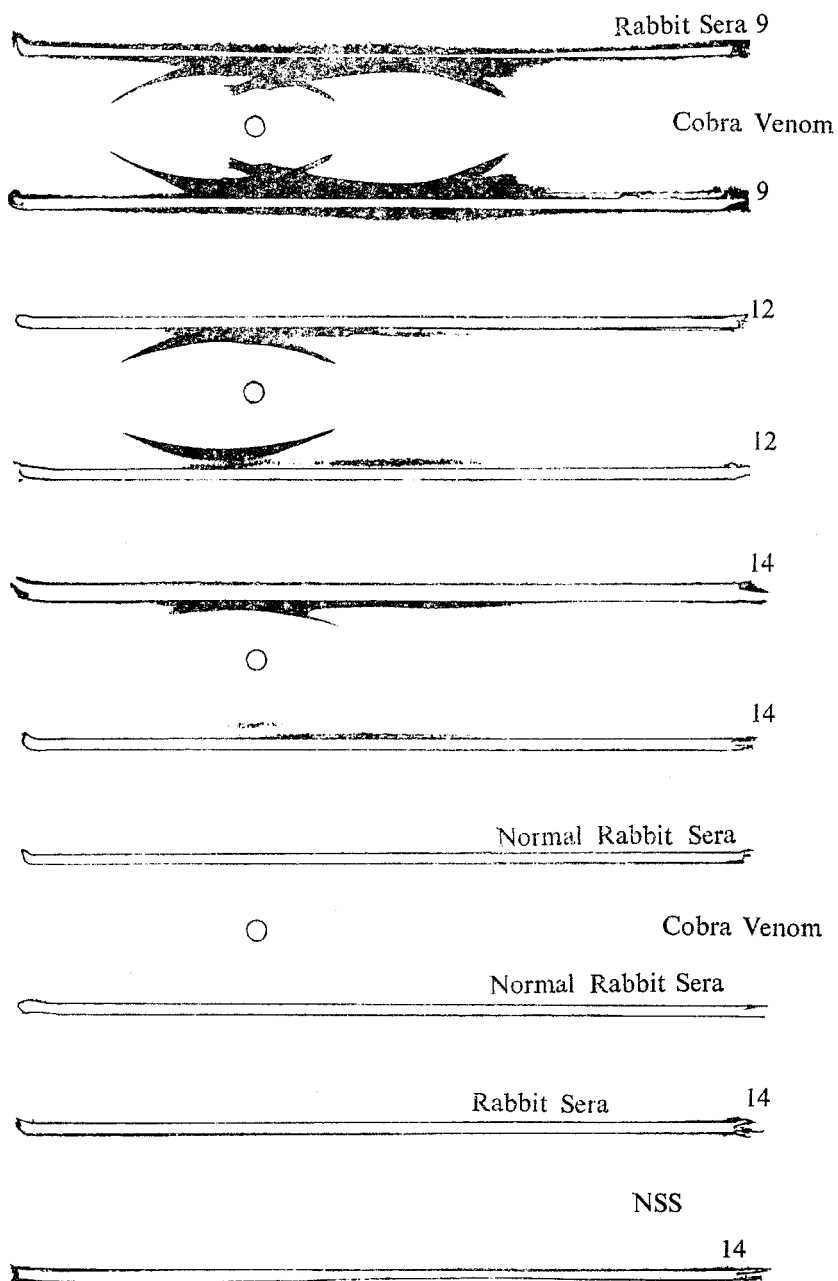 Rabbit Sera 9
Cobra Venom
9
12
12
14
14
Normal Rabbit Sera
Cobra Venom
Normal Rabbit Sera
Rabbit Sera 14
NSS
14